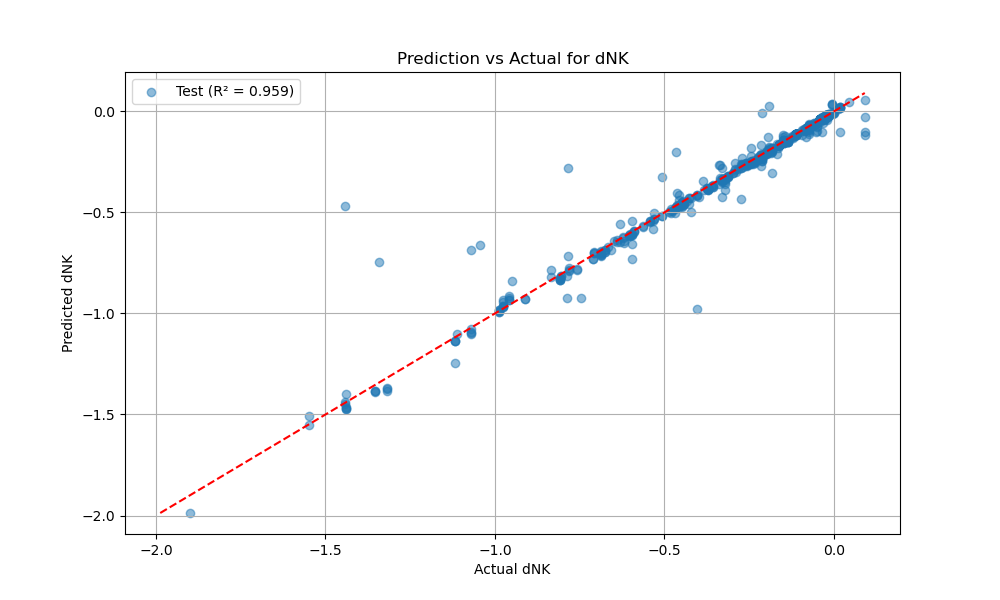 Prediction vs Actual for dNK
Test (R² = 0.959)
0.0
−0.5
−1.0
−1.5
−2.0
Predicted dNK
−2.0 −1.5 −1.0 −0.5 0.0
Actual dNK